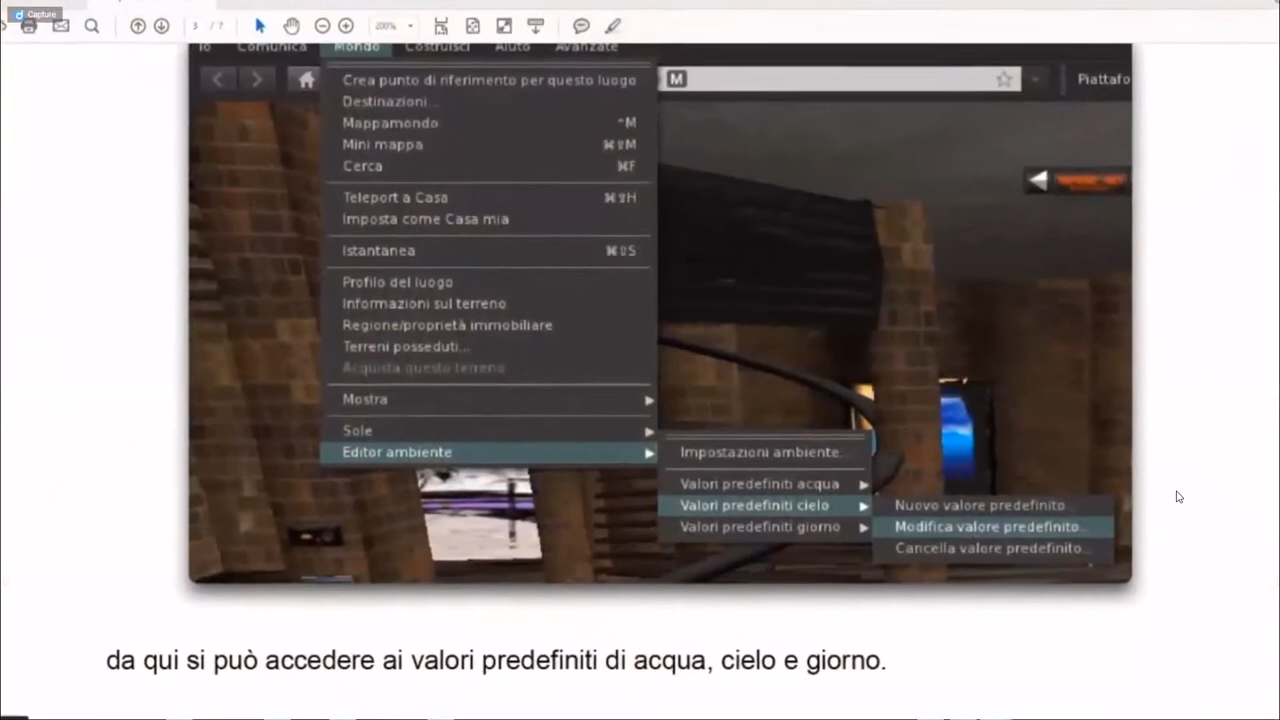 Capture
3 / 7
200%
Io Comunica Mondo Costruisci Aiuto Avanzate
M
Piattafo
Crea punto di riferimento per questo luogo
Destinazioni...
Mappamondo ^M
Mini mappa ⌘⇧M
Cerca ⌘F
Teleport a Casa ⌘⇧H
Imposta come Casa mia
Istantanea ⌘⇧S
Profilo del luogo
Informazioni sul terreno
Regione/proprietà immobiliare
Terreni posseduti...
Acquista questo terreno
Mostra
Sole
Editor ambiente
Impostazioni ambiente...
Valori predefiniti acqua
Valori predefiniti cielo
Valori predefiniti giorno
Nuovo valore predefinito...
Modifica valore predefinito...
Cancella valore predefinito...
da qui si può accedere ai valori predefiniti di acqua, cielo e giorno.